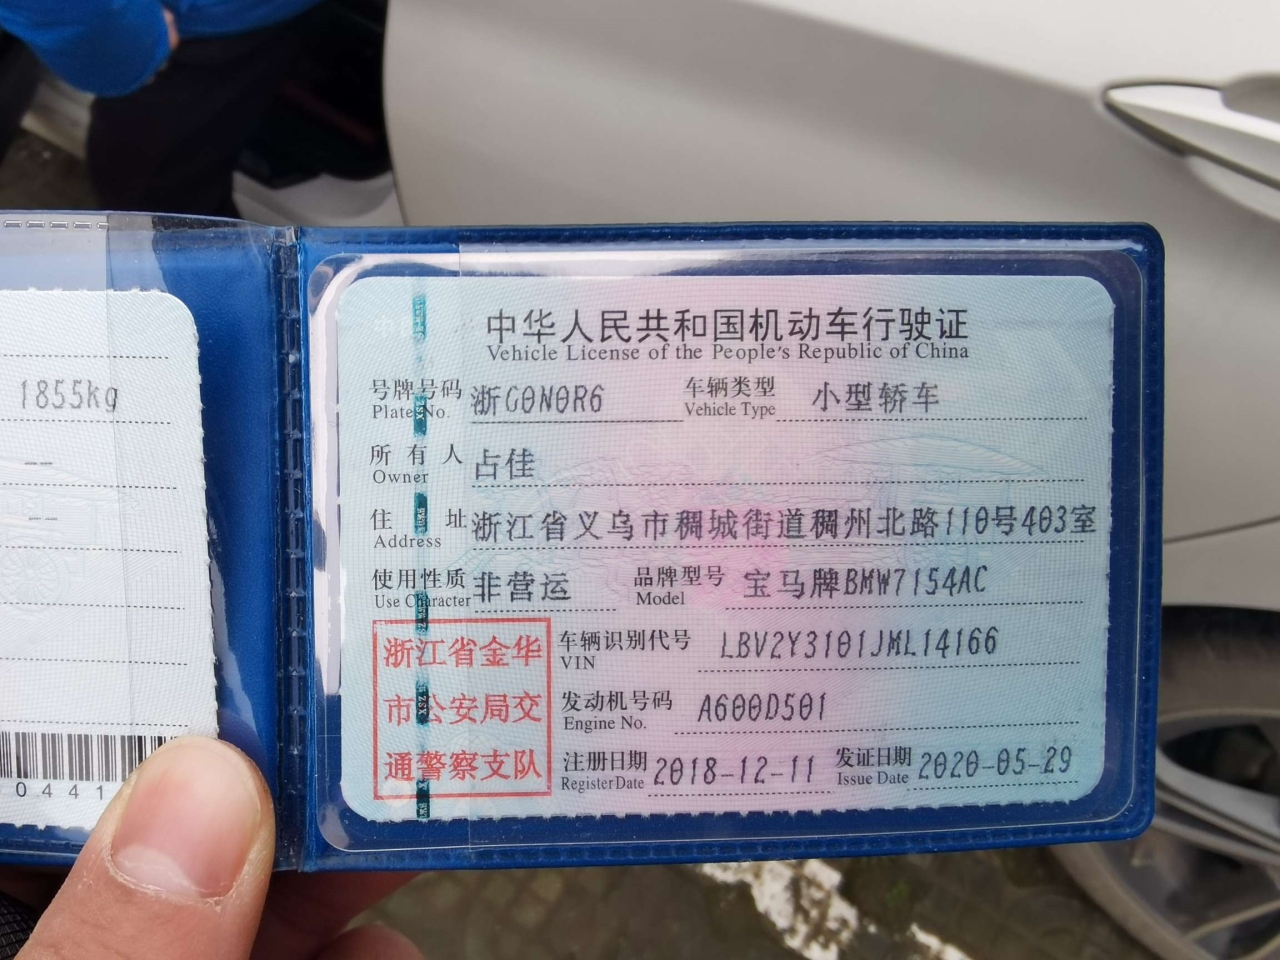 1855kg
--
--
0441
中华人民共和国机动车行驶证
Vehicle License of the People's Republic of China
号牌号码 浙G0N0R6 车辆类型 小型轿车
Plate No. Vehicle Type
所有人 占佳
Owner
住址 浙江省义乌市稠城街道稠州北路110号403室
Address
使用性质 非营运 品牌型号 宝马牌BMW7154AC
Use Character Model
浙江省金华
市公安局交
通警察支队
车辆识别代号 LBV2Y3101JML14166
VIN
发动机号码 A600D501
Engine No.
注册日期 2018-12-11 发证日期 2020-05-29
Register Date Issue Date